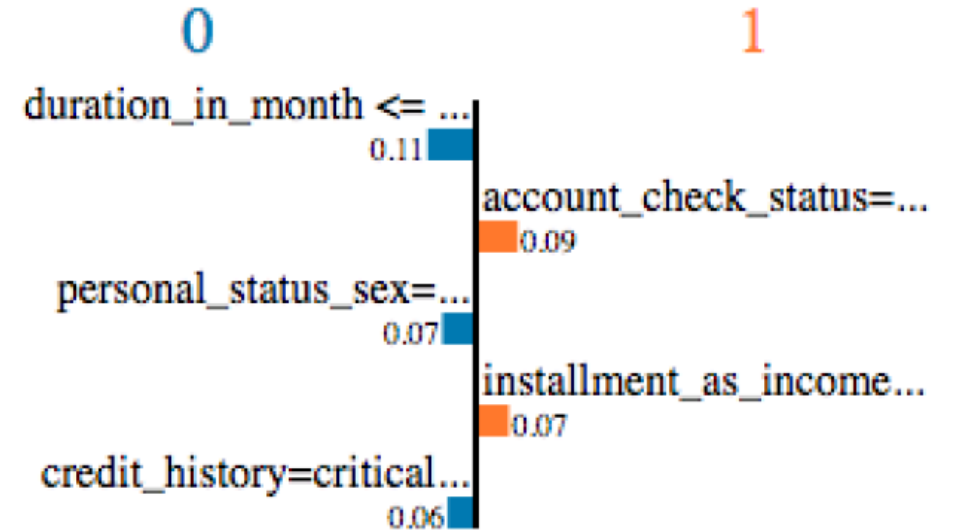 0 1
duration_in_month <= ...
0.11
account_check_status=...
0.09
personal_status_sex=...
0.07
installment_as_income...
0.07
credit_history=critical...
0.06